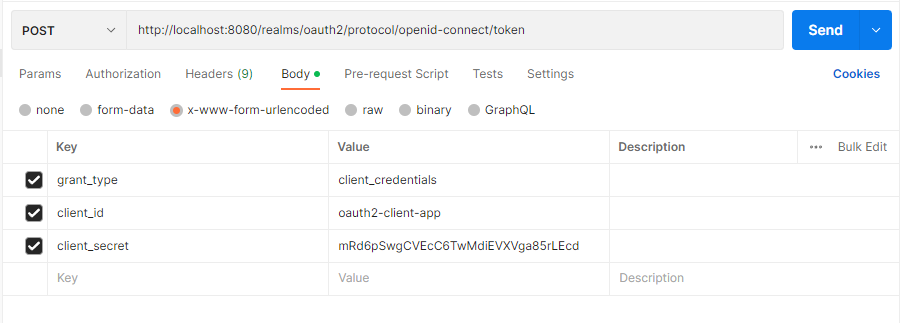 POST http://localhost:8080/realms/oauth2/protocol/openid-connect/token Send
Params Authorization Headers (9) Body Pre-request Script Tests Settings Cookies
none form-data x-www-form-urlencoded raw binary GraphQL
Key Value Description Bulk Edit
grant_type client_credentials
client_id oauth2-client-app
client_secret mRd6pSwgCVEcC6TwMdiEVXVga85rLEcd
Key Value Description